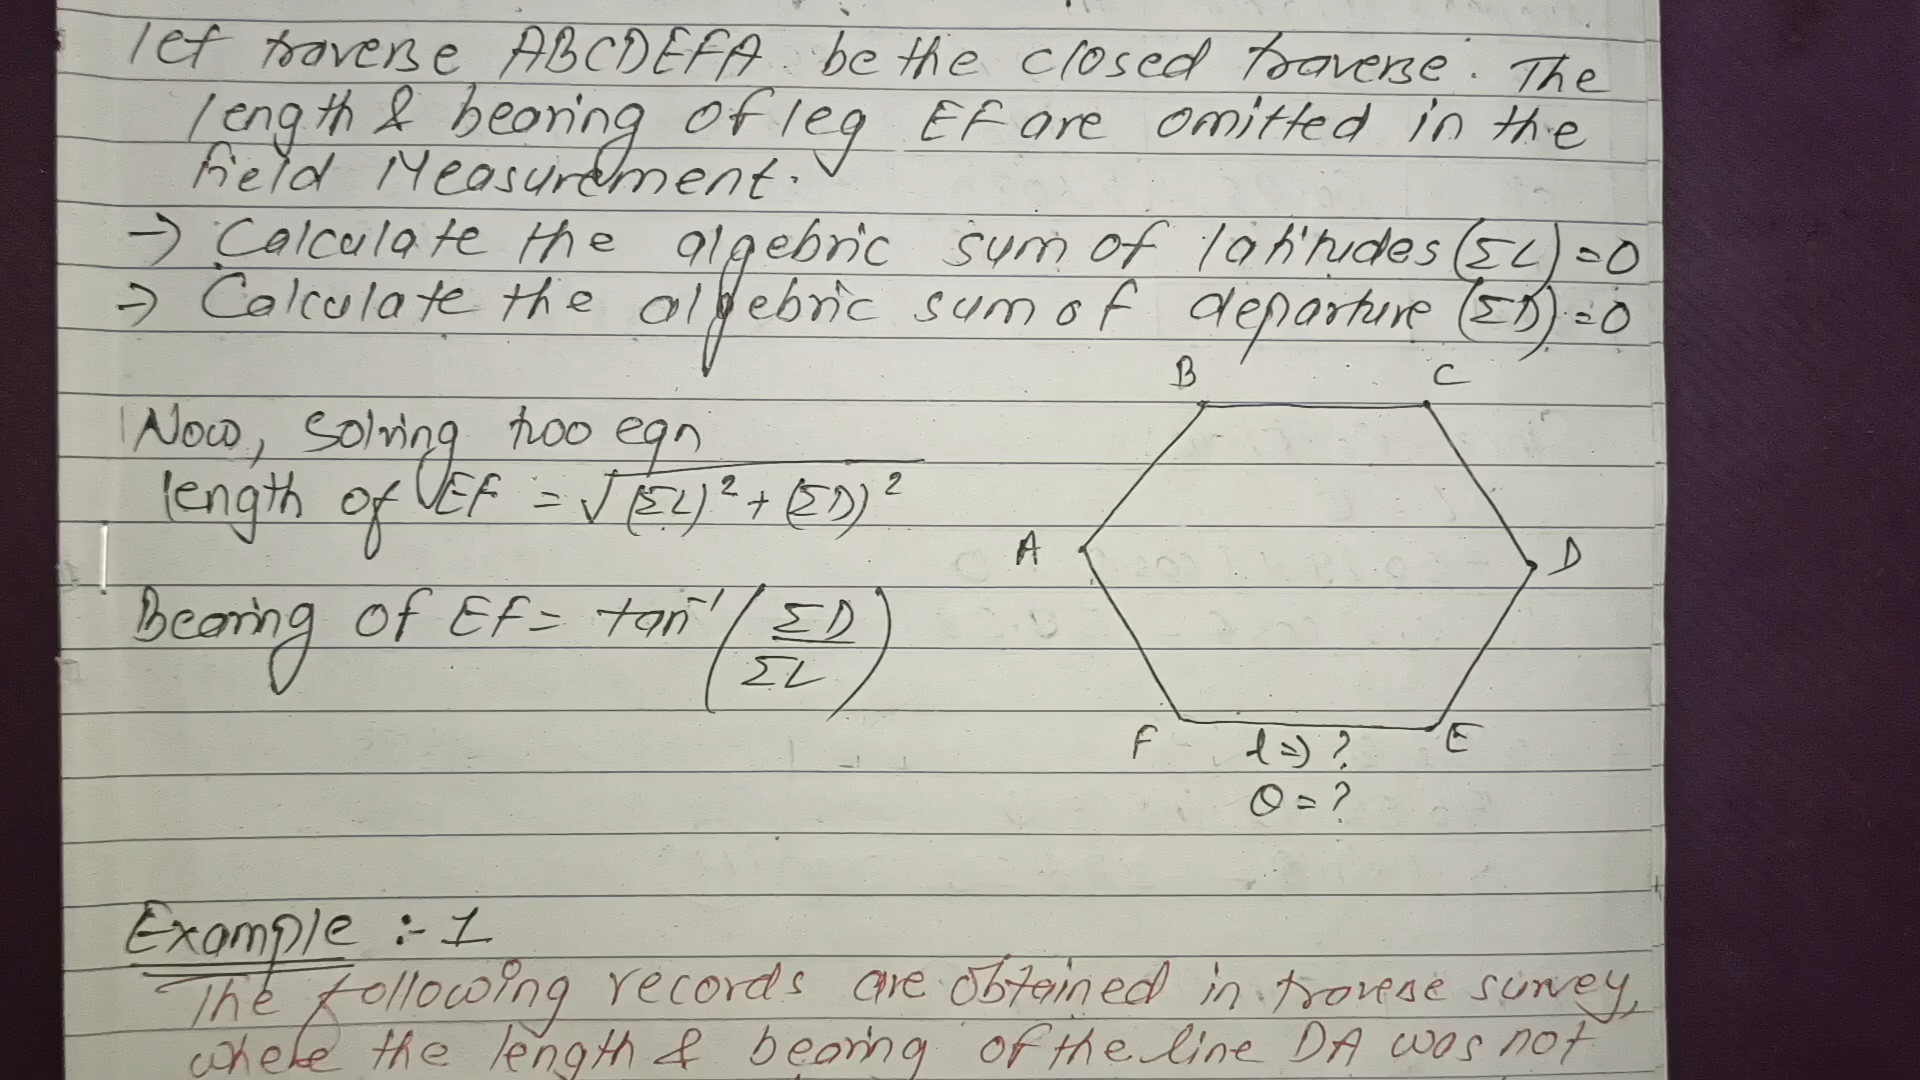 let traverse ABCDEFA be the closed traverse. The
length & bearing of leg EF are omitted in the
field Measurement.
→ Calculate the algebric sum of latitudes (ΣL) = 0
→ Calculate the algebric sum of departure (ΣD) = 0
B C
Now, solving two eqn
length of EF = √(ΣL)² + (ΣD)²
A D
Bearing of EF = tan⁻¹ (ΣD/ΣL)
F l => ? E
θ = ?
Example :- 1
The following records are obtained in traverse survey,
where the length & bearing of the line DA was not